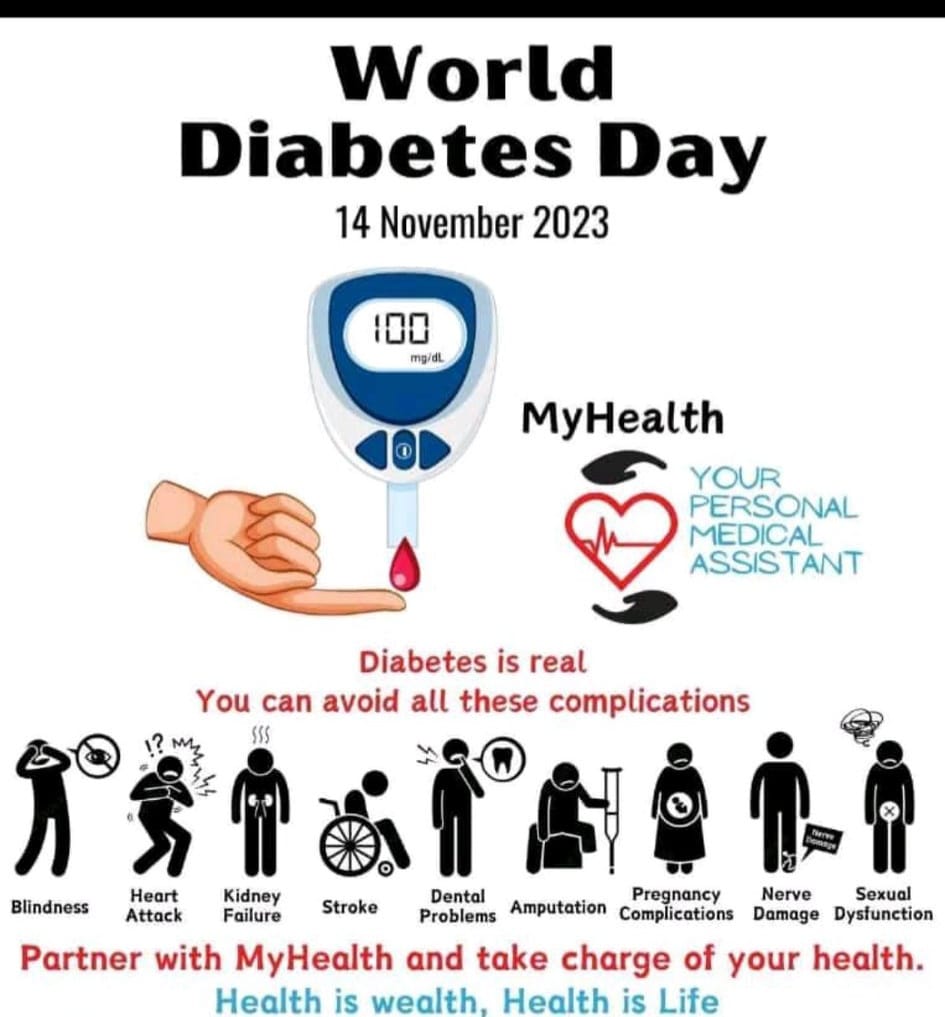 World
Diabetes Day
14 November 2023
100
mg/dL
MyHealth
YOUR
PERSONAL
MEDICAL
ASSISTANT
Diabetes is real
You can avoid all these complications
!?
Nerve
Damage
Blindness
Heart
Attack
Kidney
Failure
Stroke
Dental
Problems
Amputation
Pregnancy
Complications
Nerve
Damage
Sexual
Dysfunction
Partner with MyHealth and take charge of your health.
Health is wealth, Health is Life